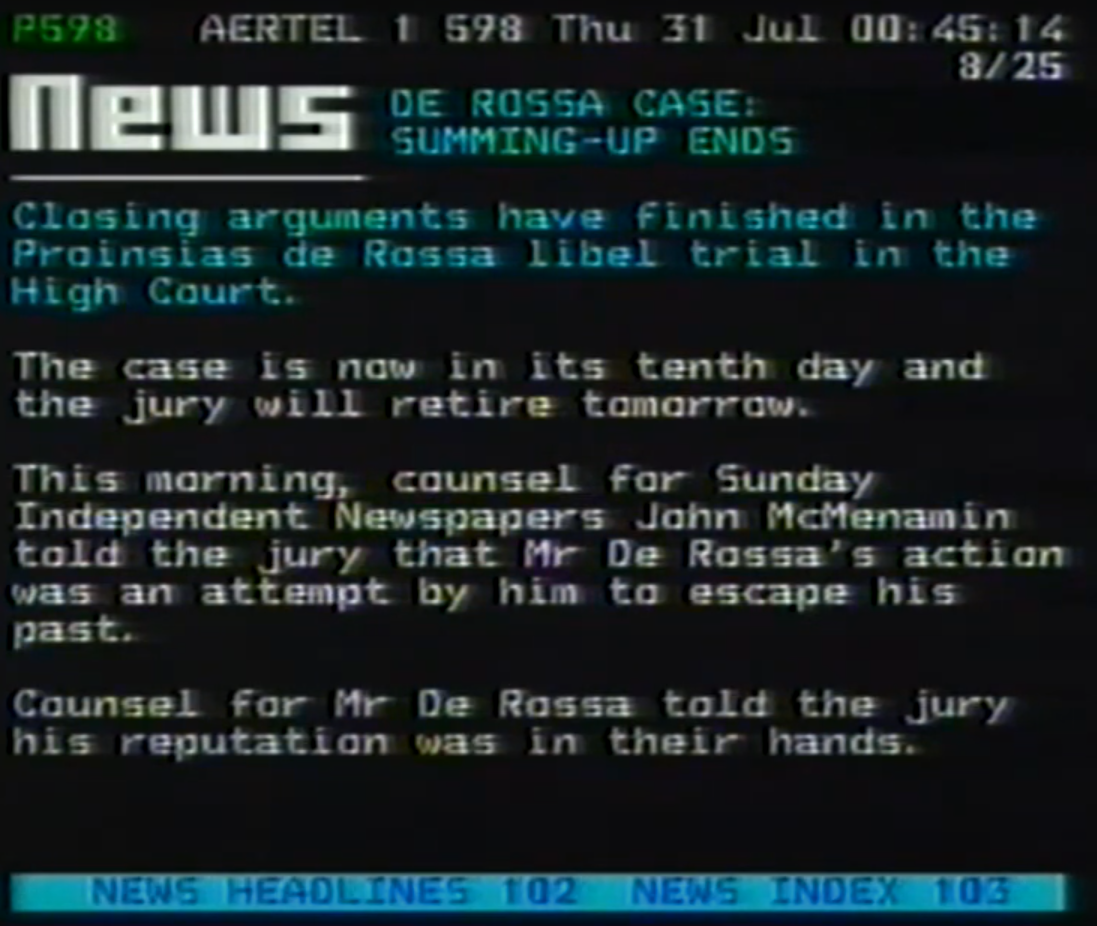 P598 AERTEL 1 598 Thu 31 Jul 00:45:14
8/25
News DE ROSSA CASE:
SUMMING-UP ENDS
Closing arguments have finished in the
Proinsias de Rossa libel trial in the
High Court.
The case is now in its tenth day and
the jury will retire tomorrow.
This morning, counsel for Sunday
Independent Newspapers John McMenamin
told the jury that Mr De Rossa's action
was an attempt by him to escape his
past.
Counsel for Mr De Rossa told the jury
his reputation was in their hands.
NEWS HEADLINES 102 NEWS INDEX 103